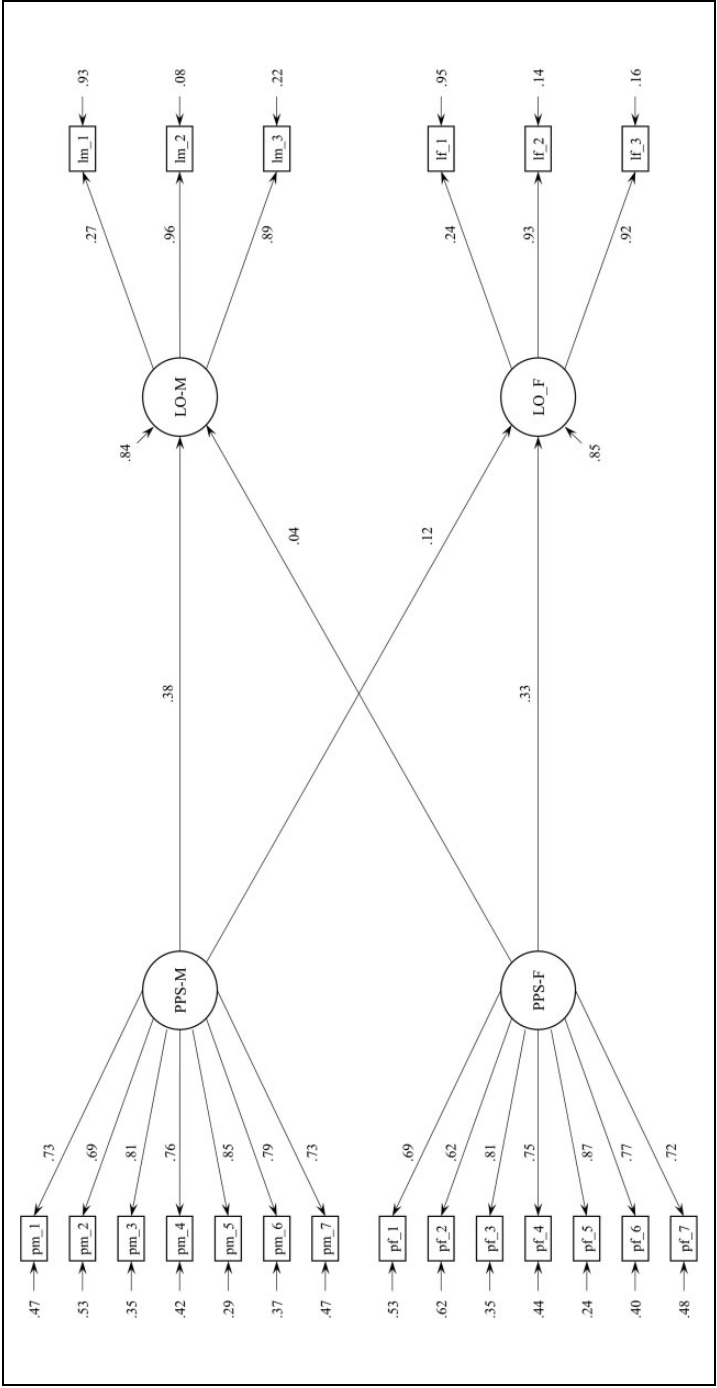 .47 pm_1 .73
.53 pm_2 .69 .27 lm_1 .93
.35 pm_3 .81 .84
.42 pm_4 .76 PPS-M .38 LO-M .96 lm_2 .08
.29 pm_5 .85
.37 pm_6 .79 .89 lm_3 .22
.04
.47 pm_7 .73
.53 pf_1 .69
.12
.62 pf_2 .62 .24 lf_1 .95
.35 pf_3 .81
.44 pf_4 .75 PPS-F .33 LO_F .93 lf_2 .14
.24 pf_5 .87 .85
.40 pf_6 .77 .92 lf_3 .16
.48 pf_7 .72